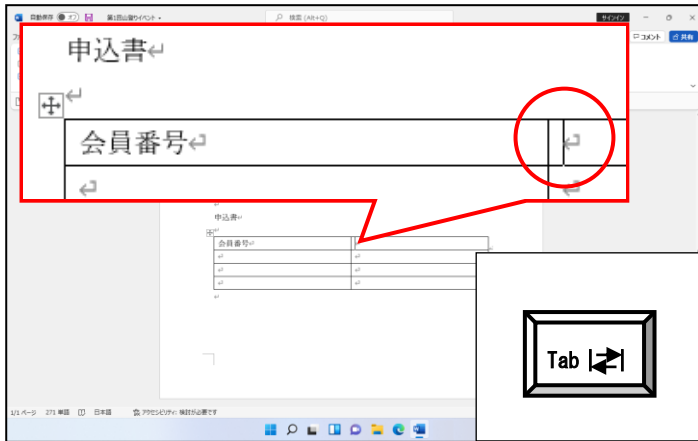 自動保存 オフ 第1回山登りイベント 検索 (Alt+Q) サインイン
コメント 共有
申込書
会員番号
申込書
会員番号
Tab
1/1 ページ 271 単語 日本語 アクセシビリティ: 検討が必要です